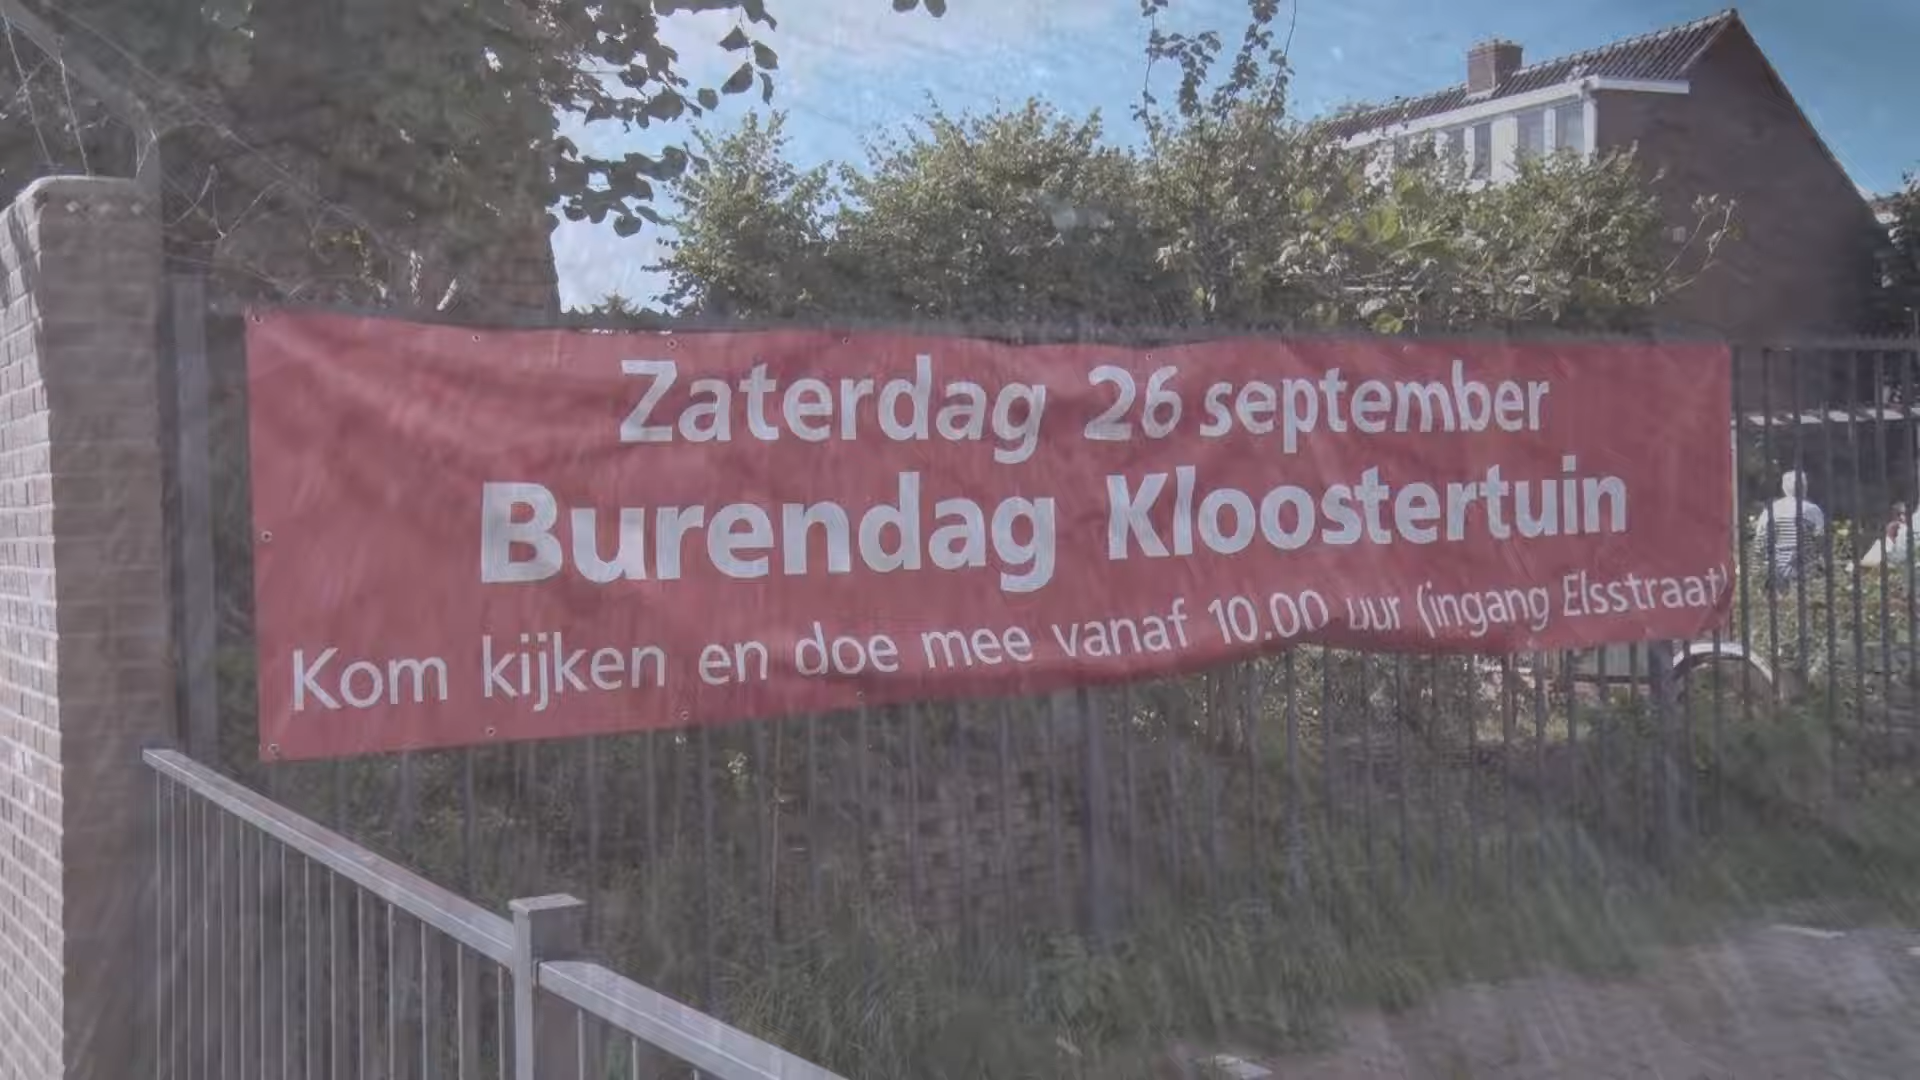 Zaterdag 26 september
Burendag Kloostertuin
Kom kijken en doe mee vanaf 10.00 uur (ingang Elsstraat)